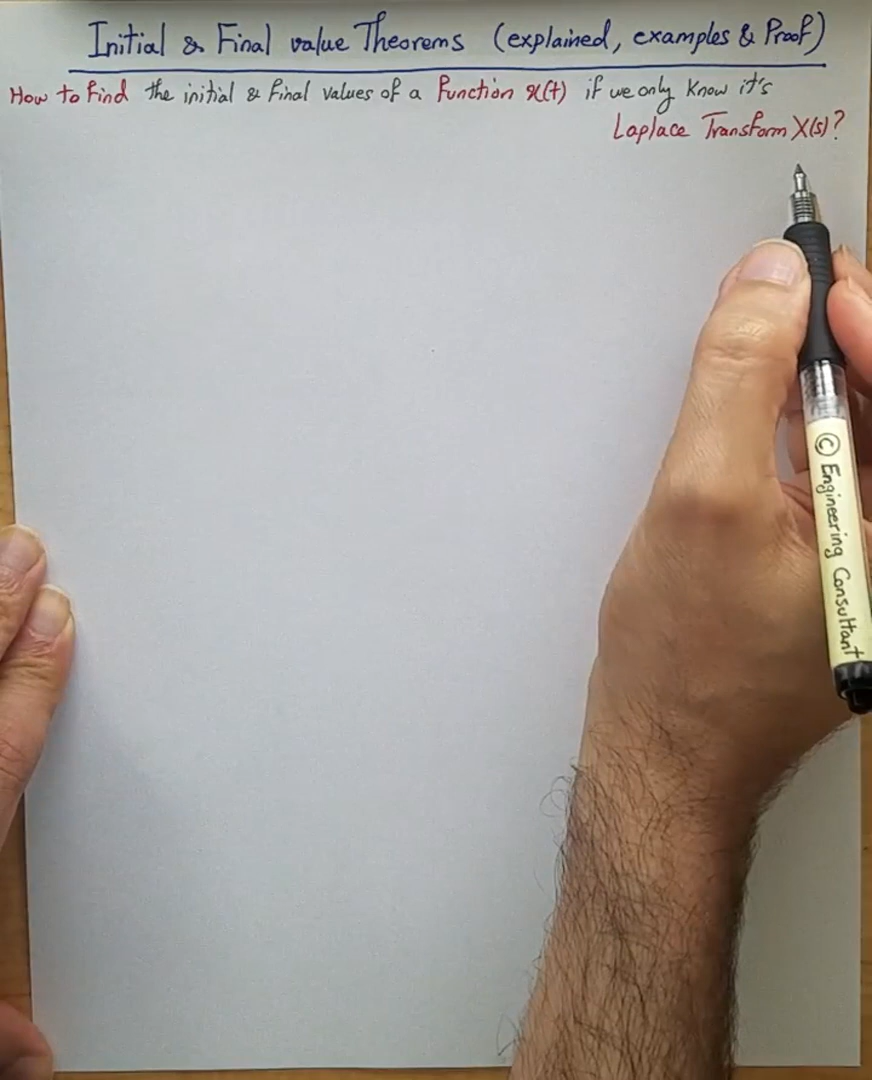 Initial & Final value Theorems (explained, examples & Proof)
How to find the initial & final values of a function x(t) if we only know it's
Laplace Transform X(s)?
© Engineering Consultant